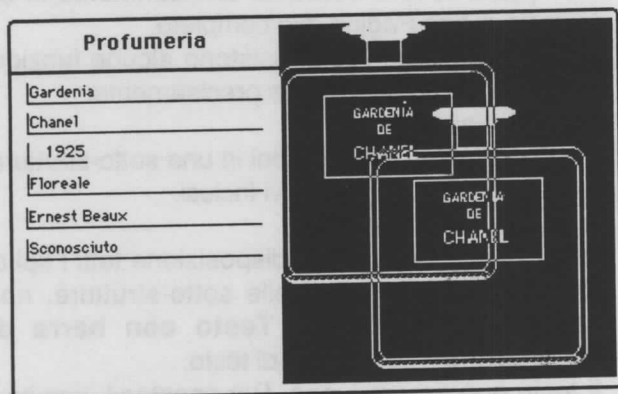 Profumeria
Gardenia
Chanel
1925
Floreale
Ernest Beaux
Sconosciuto
GARDENIA
DE
CHANEL
GARDENIA
DE
CHANEL